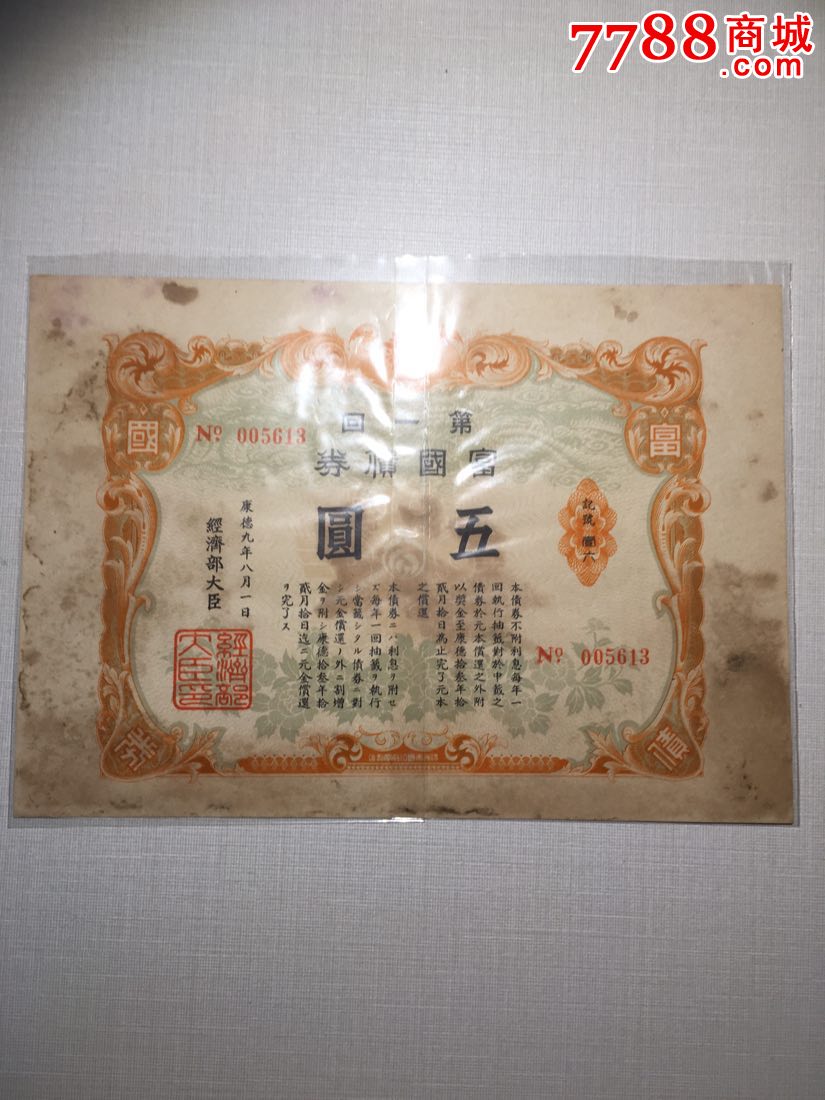 7788商城
.com
富
國
債
券
第一回
富國債券
五圓
No. 005613
記號 壹六
本債券不附利息每年一
回執行抽籤對於中籤之
債券於元本償還之外附
以奬金至康德拾叁年拾
貳月拾日為止完了元本
之償還
本債券ニハ利息ヲ附セ
ズ每年一回抽籤ヲ執行
シ當籤シタル債券ニ對
シ元金償還ノ外ニ割增
金ヲ附シ康德拾叁年拾
貳月拾日迄ニ元金償還
ヲ完了ス
康德九年八月一日
經濟部大臣
經濟部大臣印
No. 005613